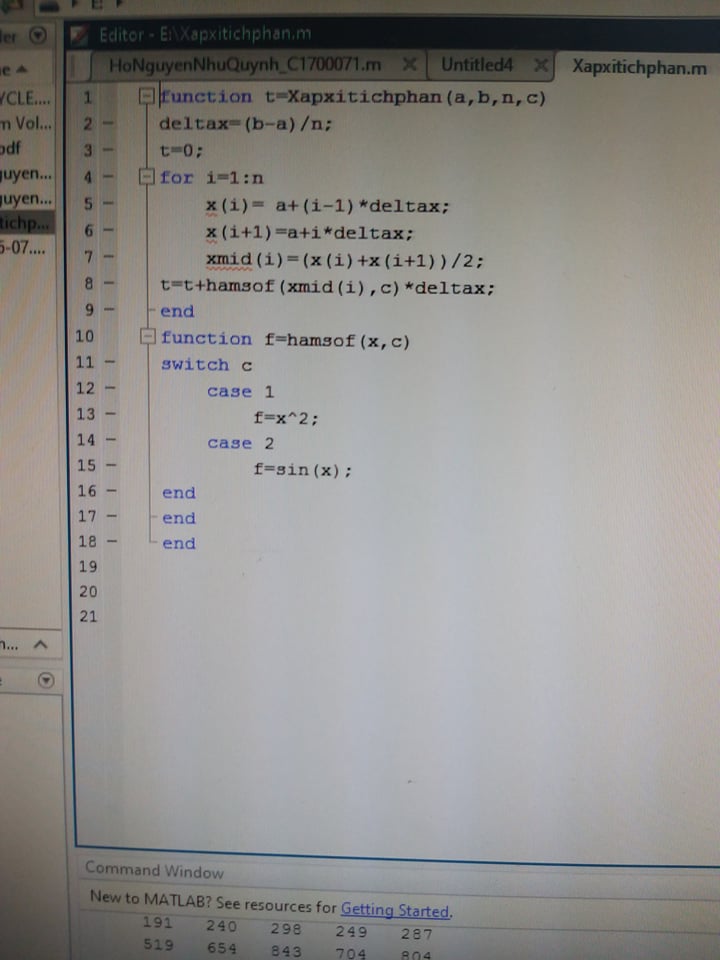 Editor - E:\Xapxitichphan.m
HoNguyenNhuQuynh_C1700071.m Untitled4 Xapxitichphan.m
1 function t=Xapxitichphan(a,b,n,c)
2 deltax=(b-a)/n;
3 t=0;
4 for i=1:n
5 x(i)= a+(i-1)*deltax;
6 x(i+1)=a+i*deltax;
7 xmid(i)=(x(i)+x(i+1))/2;
8 t=t+hamsof(xmid(i),c)*deltax;
9 end
10 function f=hamsof(x,c)
11 switch c
12 case 1
13 f=x^2;
14 case 2
15 f=sin(x);
16 end
17 end
18 end
19
20
21
YCLE....
m Vol...
pdf
guyen...
guyen...
tichp...
5-07....
Command Window
New to MATLAB? See resources for Getting Started.
191 240 298 249 287
519 654 843 704 804